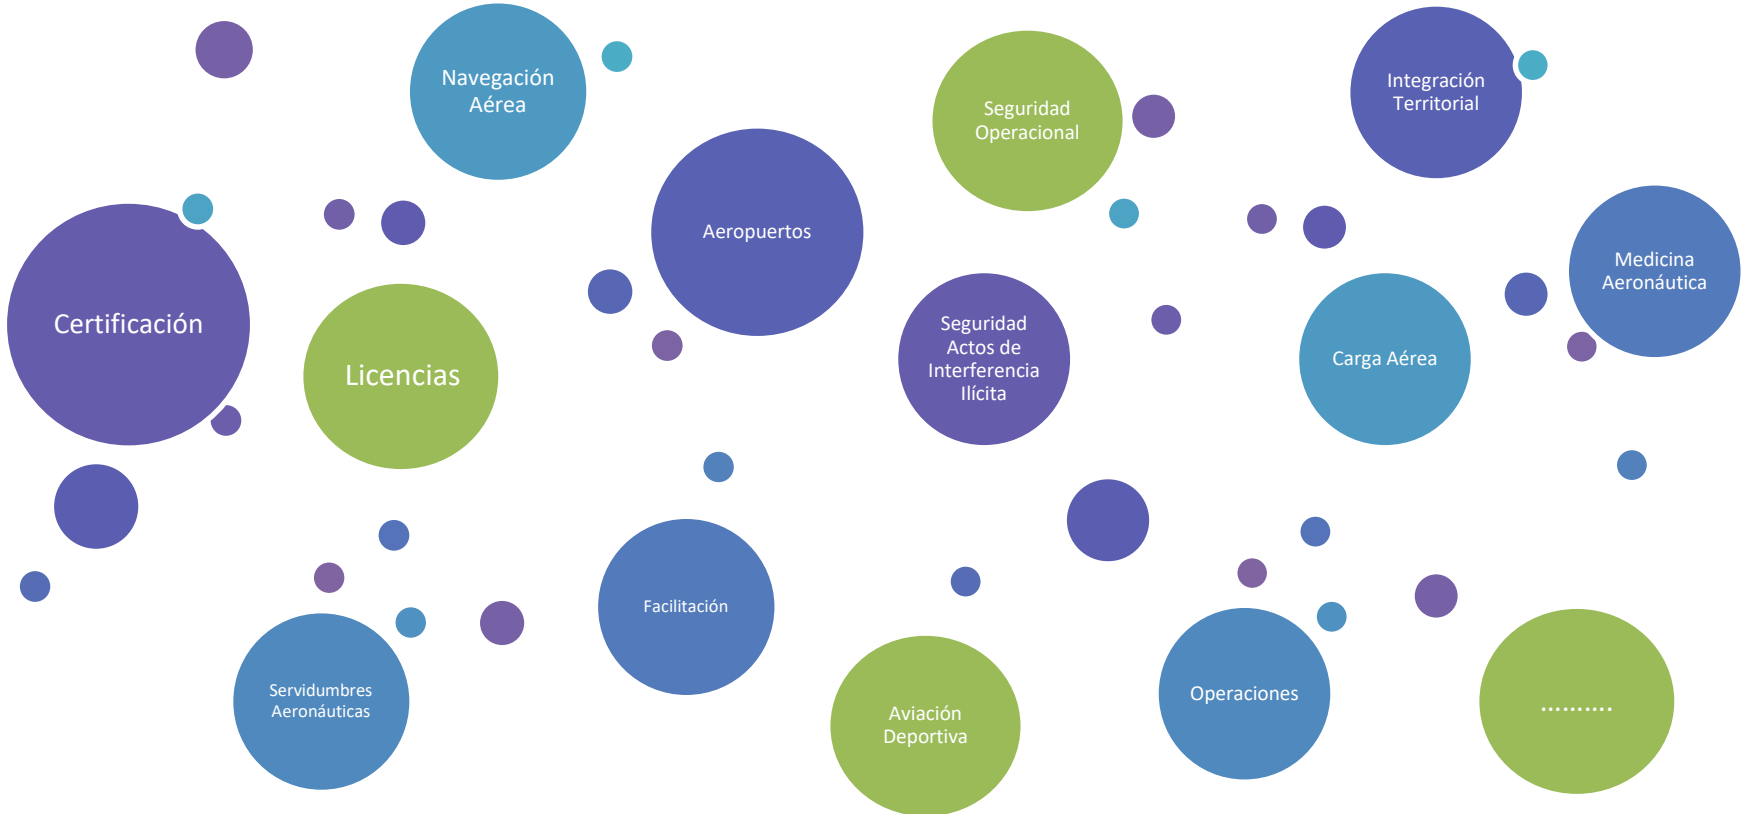 Navegación
Aérea
Seguridad
Operacional
Integración
Territorial
Aeropuertos
Medicina
Aeronáutica
Certificación
Licencias
Seguridad
Actos de
Interferencia
Ilícita
Carga Aérea
Facilitación
Servidumbres
Aeronáuticas
Aviación
Deportiva
Operaciones
……….